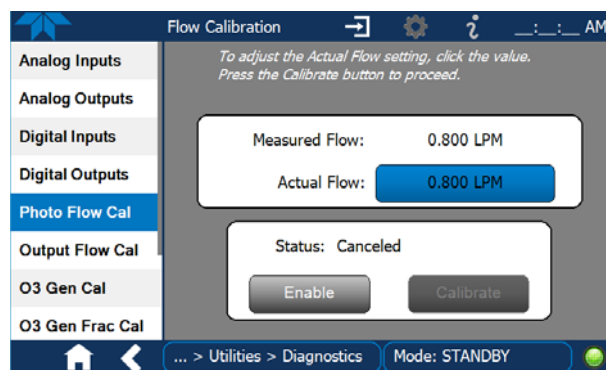 Flow Calibration
__:__:__ AM
Analog Inputs
Analog Outputs
Digital Inputs
Digital Outputs
Photo Flow Cal
Output Flow Cal
O3 Gen Cal
O3 Gen Frac Cal
To adjust the Actual Flow setting, click the value.
Press the Calibrate button to proceed.
Measured Flow: 0.800 LPM
Actual Flow: 0.800 LPM
Status: Canceled
Enable Calibrate
... > Utilities > Diagnostics Mode: STANDBY